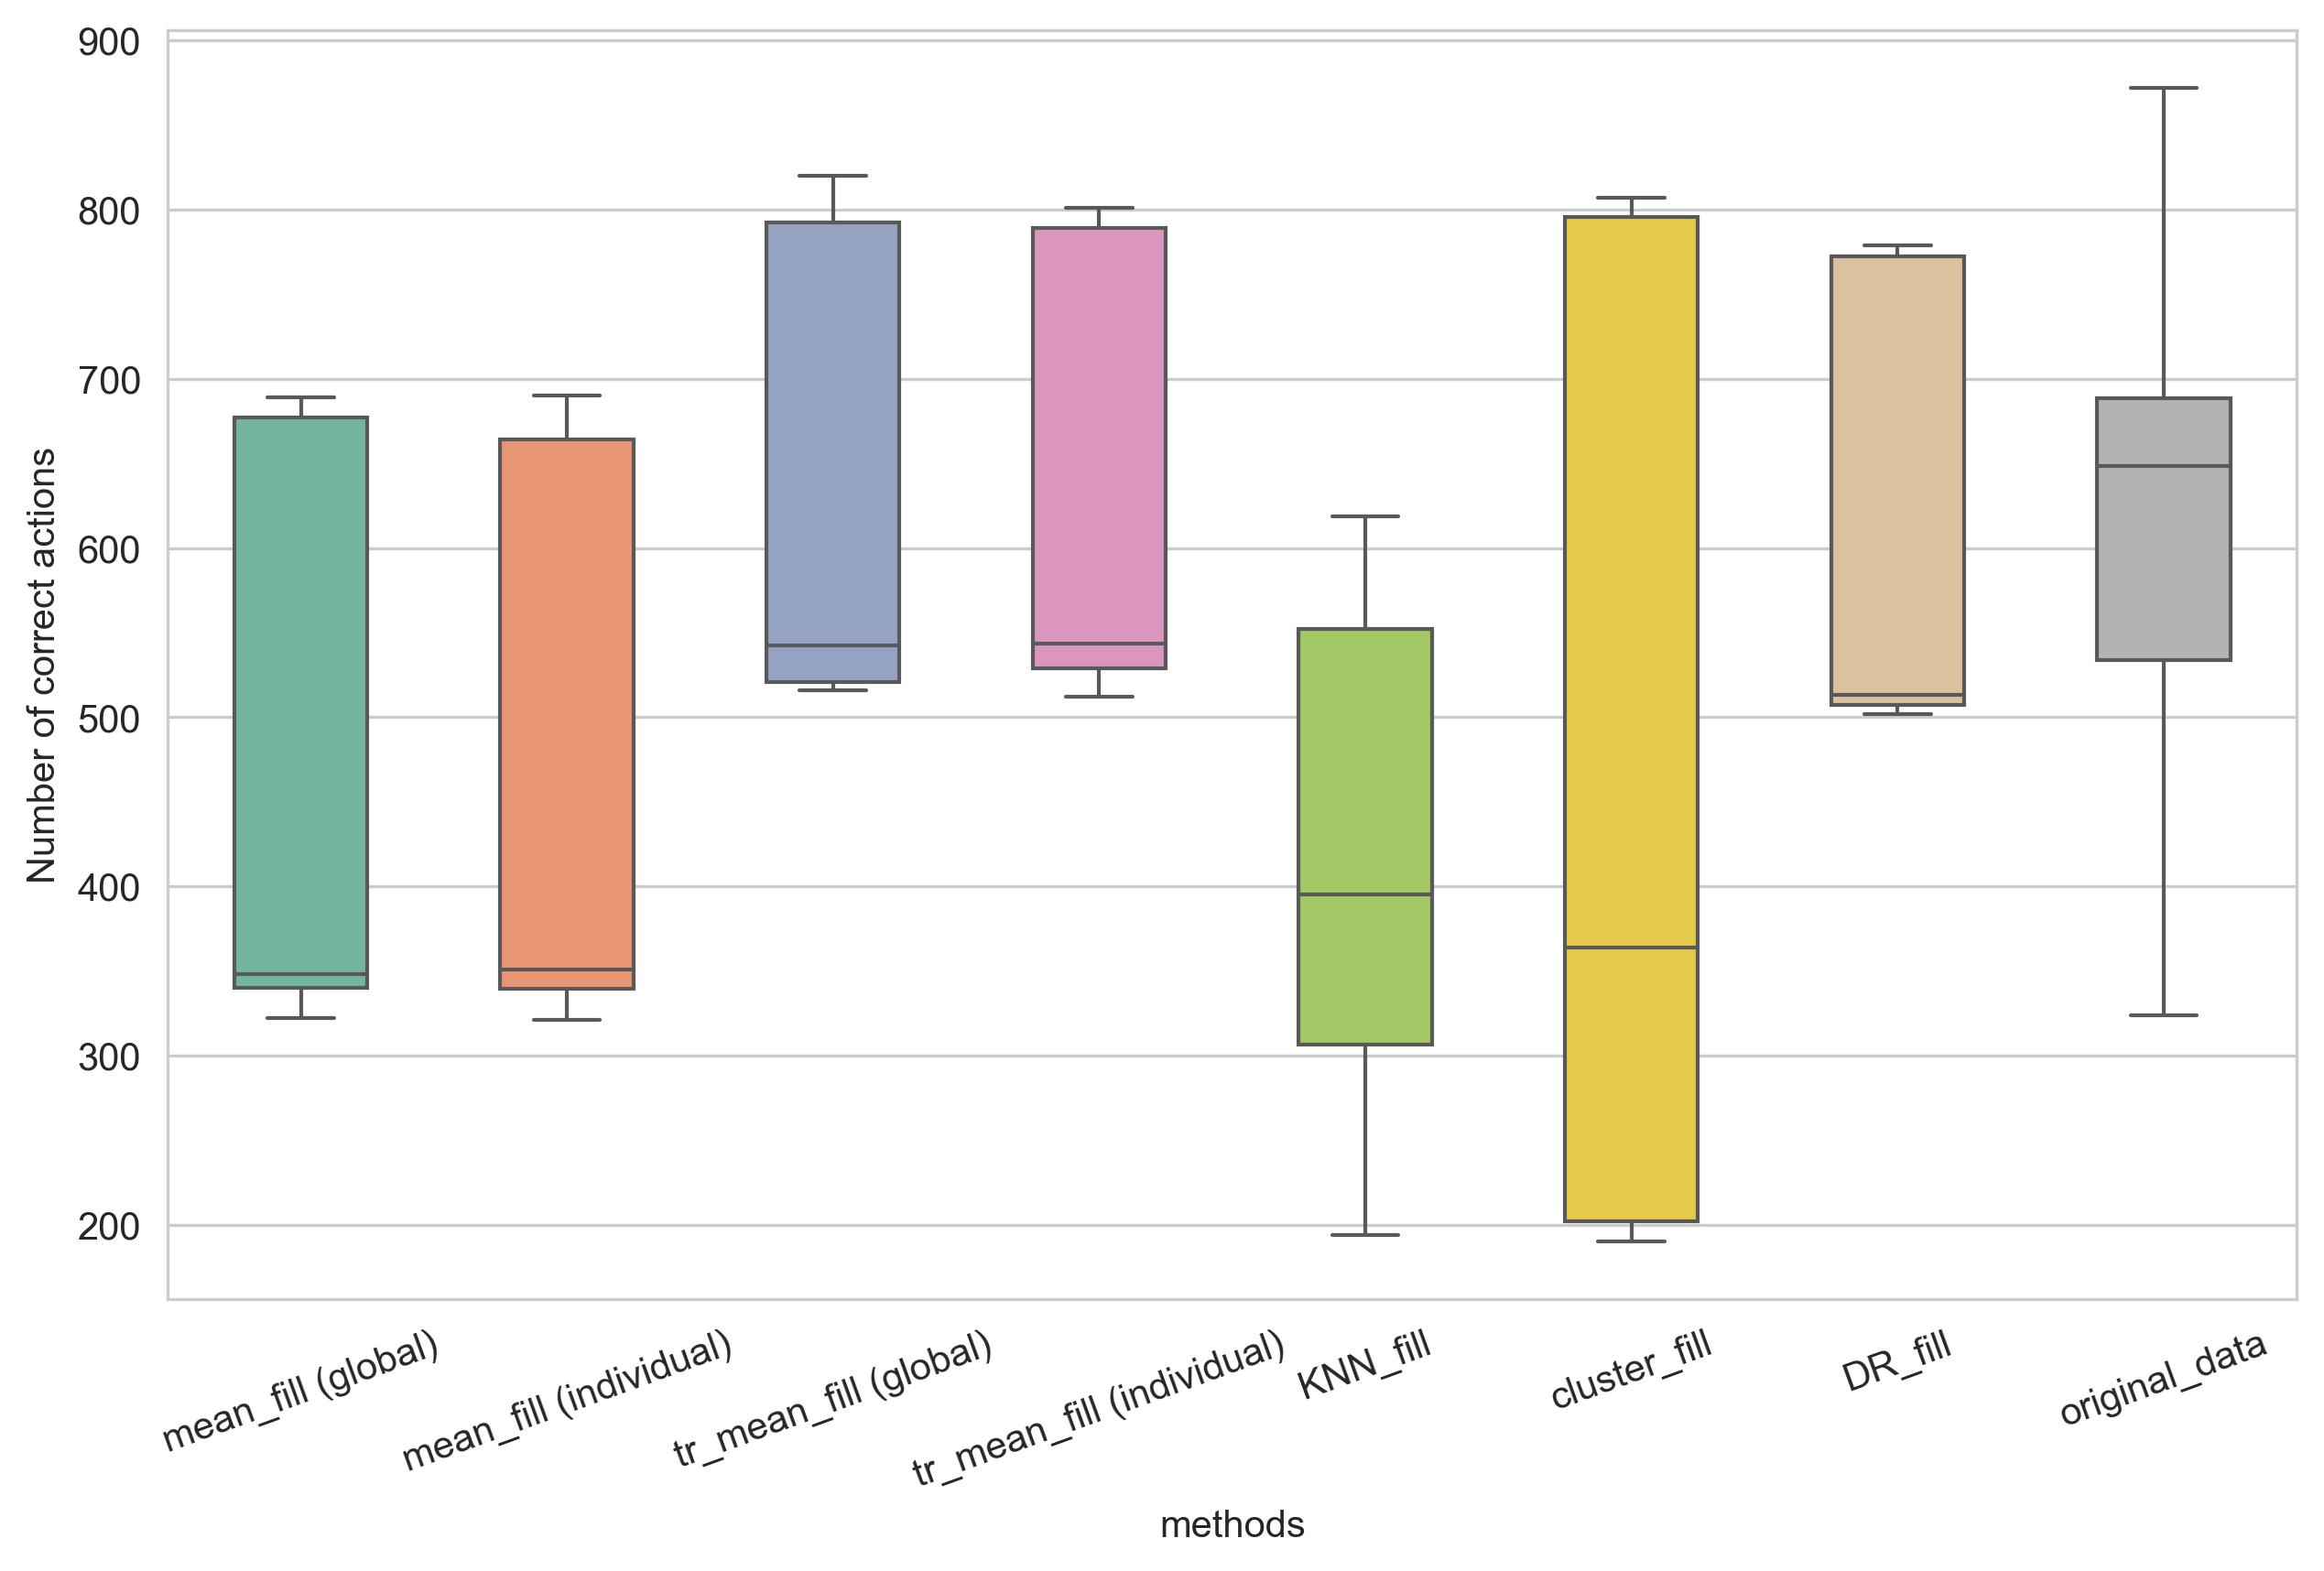 900
800
700
600
500
400
300
200
Number of correct actions
mean_fill (global)
mean_fill (individual)
tr_mean_fill (global)
tr_mean_fill (individual)
KNN_fill
cluster_fill
DR_fill
original_data
methods